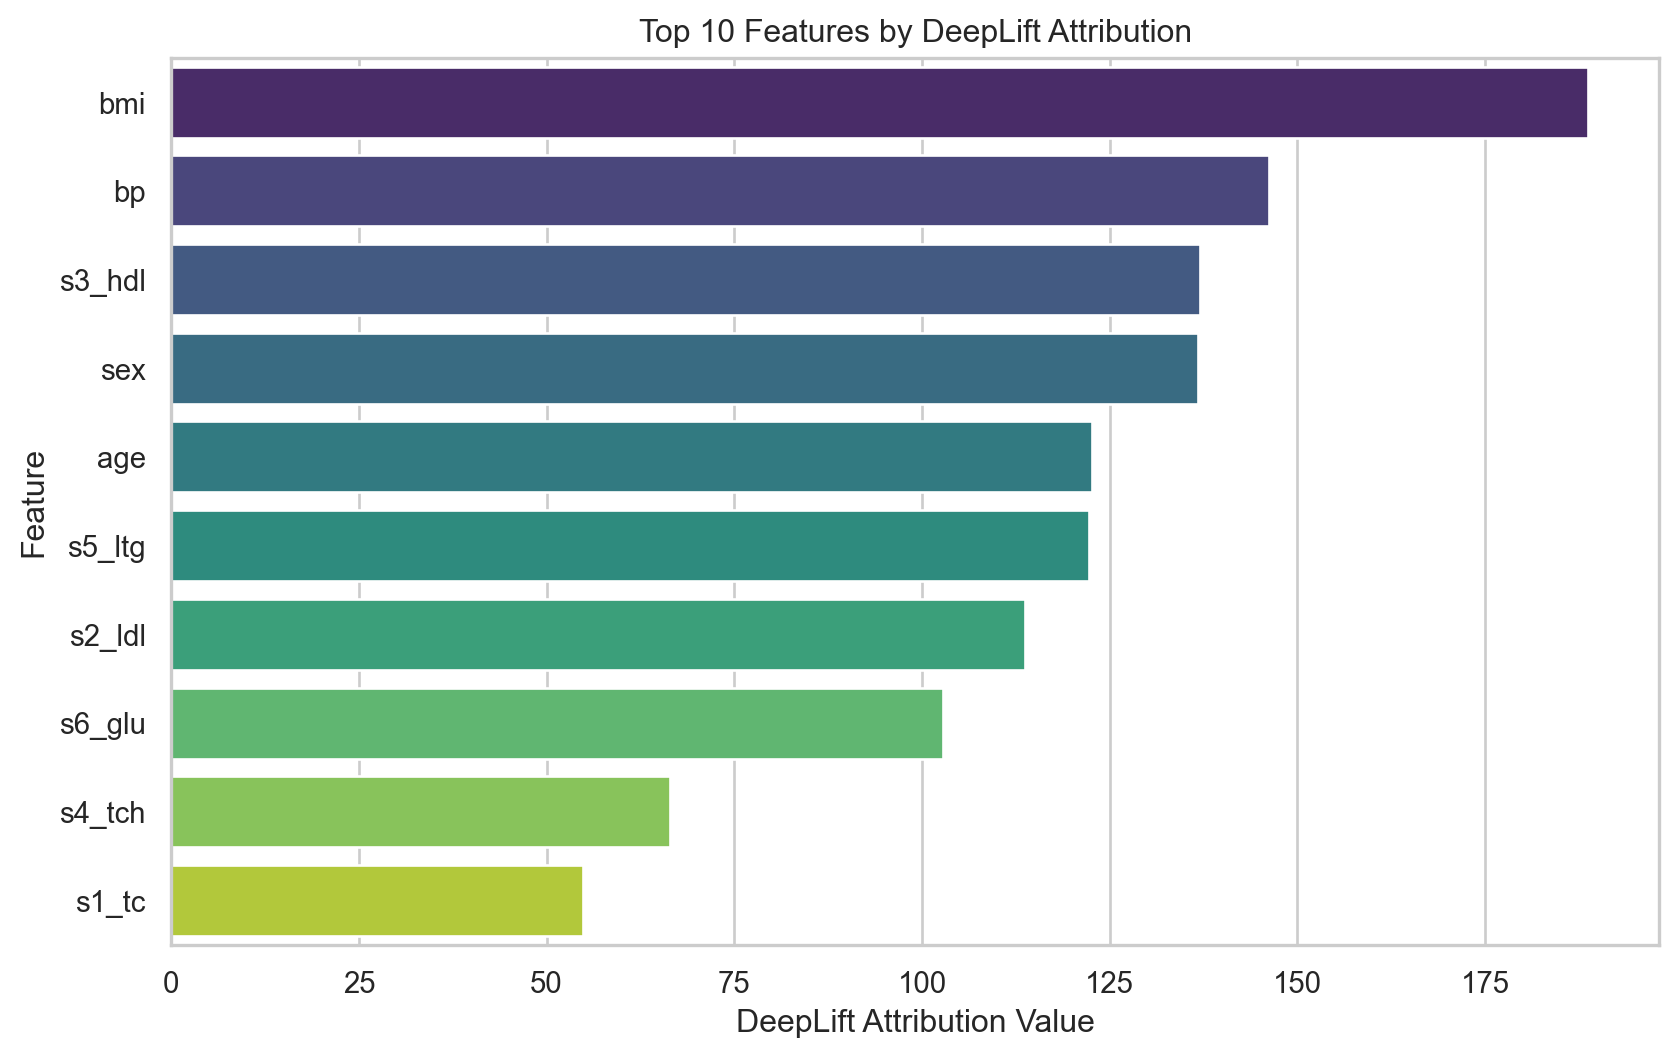 Top 10 Features by DeepLift Attribution
Feature
bmi
bp
s3_hdl
sex
age
s5_ltg
s2_ldl
s6_glu
s4_tch
s1_tc
0 25 50 75 100 125 150 175
DeepLift Attribution Value